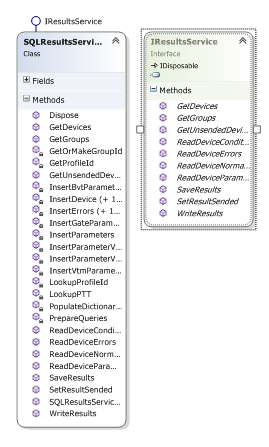 IResultsService
SQLResultsServi...
Class
Fields
Methods
Dispose
GetDevices
GetGroups
GetOrMakeGroupId
GetProfileId
GetUnsendedDev...
InsertBvtParamet...
InsertDevice (+ 1...
InsertErrors (+ 1...
InsertGateParam...
InsertParameters
InsertParameterV...
InsertParameterV...
InsertVtmParame...
LookupProfileId
LookupPTT
PopulateDictionar...
PrepareQueries
ReadDeviceCondi...
ReadDeviceErrors
ReadDeviceNorm...
ReadDevicePara...
SaveResults
SetResultSended
SQLResultsServic...
WriteResults
IResultsService
Interface
IDisposable
Methods
GetDevices
GetGroups
GetUnsendedDevi...
ReadDeviceCondit...
ReadDeviceErrors
ReadDeviceNorma...
ReadDeviceParam...
SaveResults
SetResultSended
WriteResults